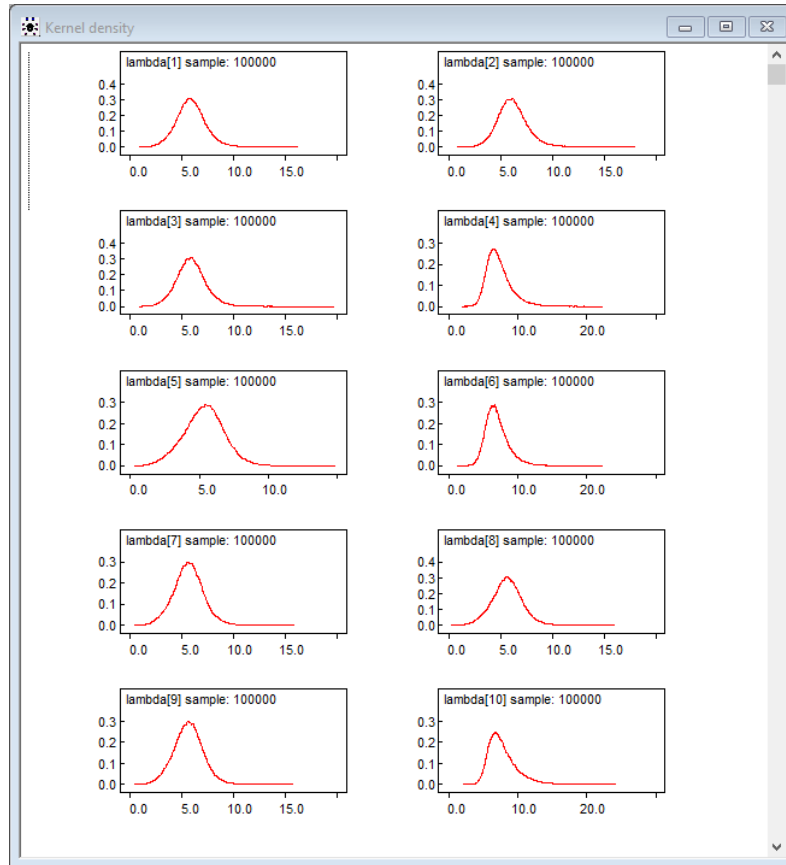 Kernel density
lambda[1] sample: 100000
0.4
0.3
0.2
0.1
0.0
0.0 5.0 10.0 15.0
lambda[2] sample: 100000
0.4
0.3
0.2
0.1
0.0
0.0 5.0 10.0 15.0
lambda[3] sample: 100000
0.4
0.3
0.2
0.1
0.0
0.0 5.0 10.0 15.0
lambda[4] sample: 100000
0.3
0.2
0.1
0.0
0.0 10.0 20.0
lambda[5] sample: 100000
0.3
0.2
0.1
0.0
0.0 5.0 10.0
lambda[6] sample: 100000
0.3
0.2
0.1
0.0
0.0 10.0 20.0
lambda[7] sample: 100000
0.3
0.2
0.1
0.0
0.0 5.0 10.0 15.0
lambda[8] sample: 100000
0.4
0.3
0.2
0.1
0.0
0.0 5.0 10.0 15.0
lambda[9] sample: 100000
0.3
0.2
0.1
0.0
0.0 5.0 10.0 15.0
lambda[10] sample: 100000
0.3
0.2
0.1
0.0
0.0 10.0 20.0